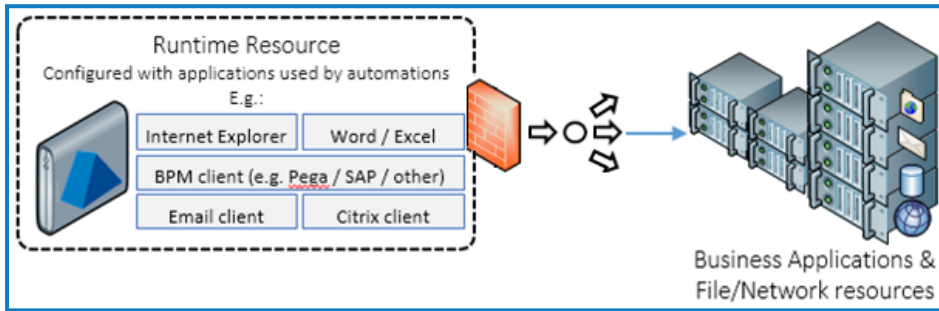 Runtime Resource
Configured with applications used by automations
E.g.:
Internet Explorer
Word / Excel
BPM client (e.g. Pega / SAP / other)
Email client
Citrix client
Business Applications &
File/Network resources